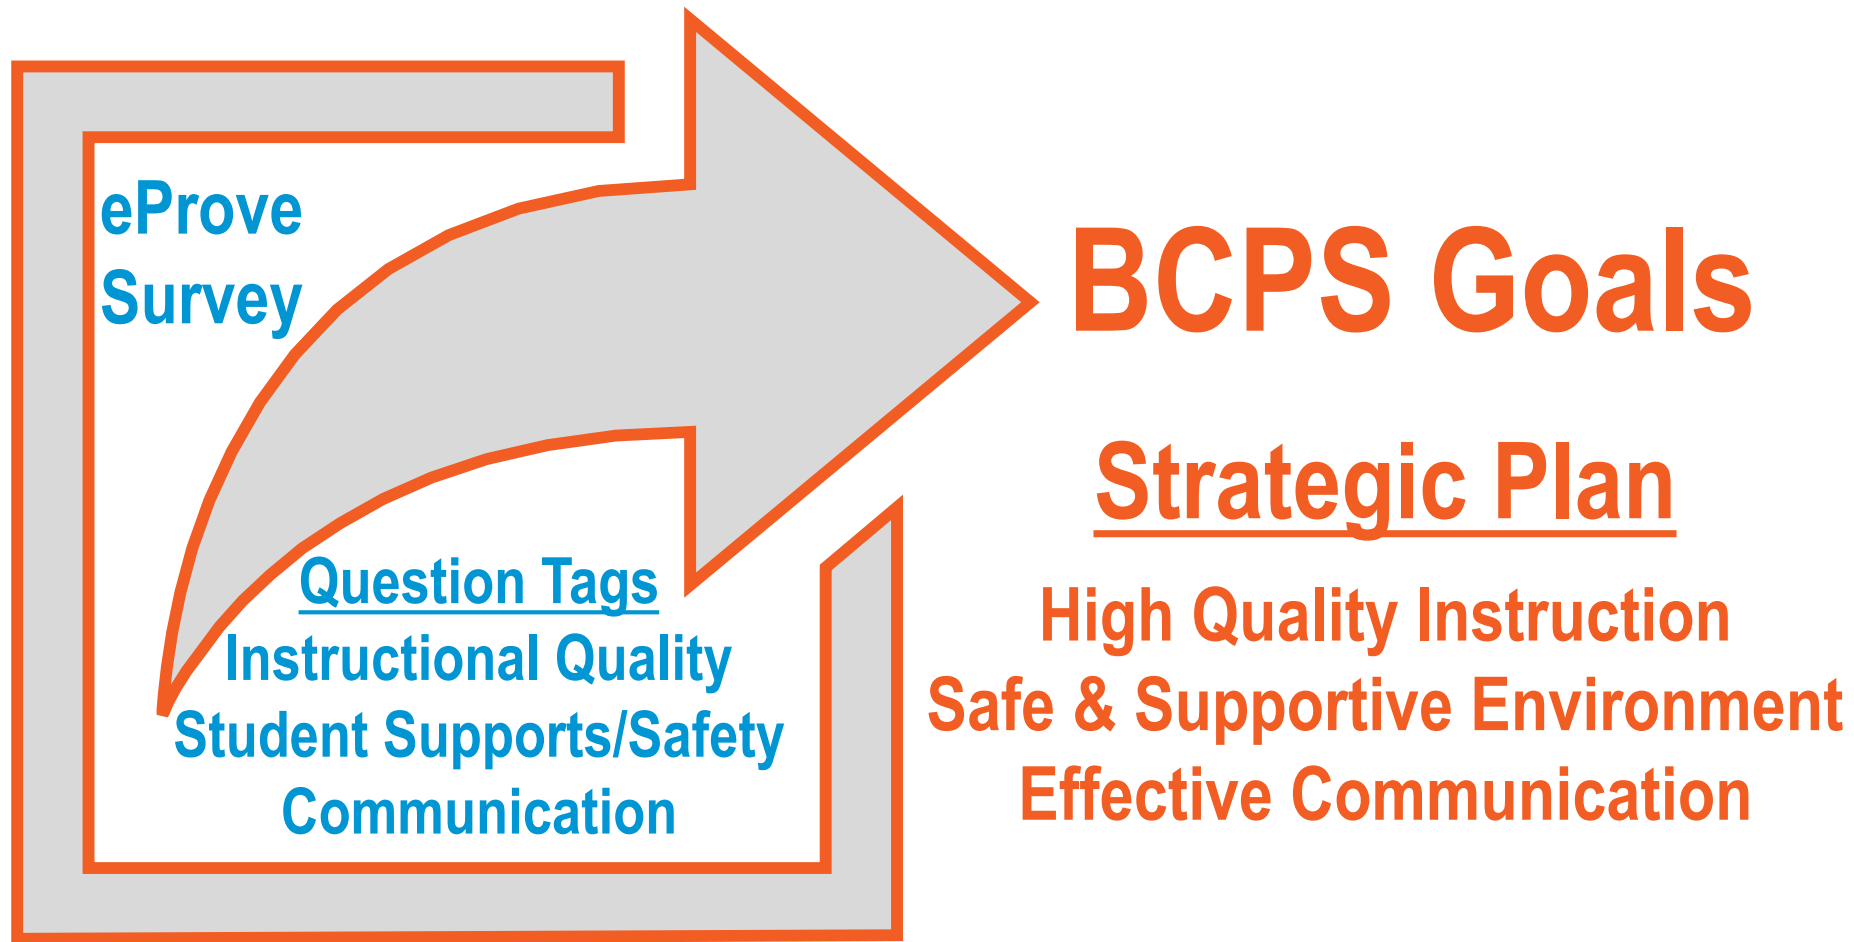 eProve
Survey
Question Tags
Instructional Quality
Student Supports/Safety
Communication
BCPS Goals
Strategic Plan
High Quality Instruction
Safe & Supportive Environment
Effective Communication